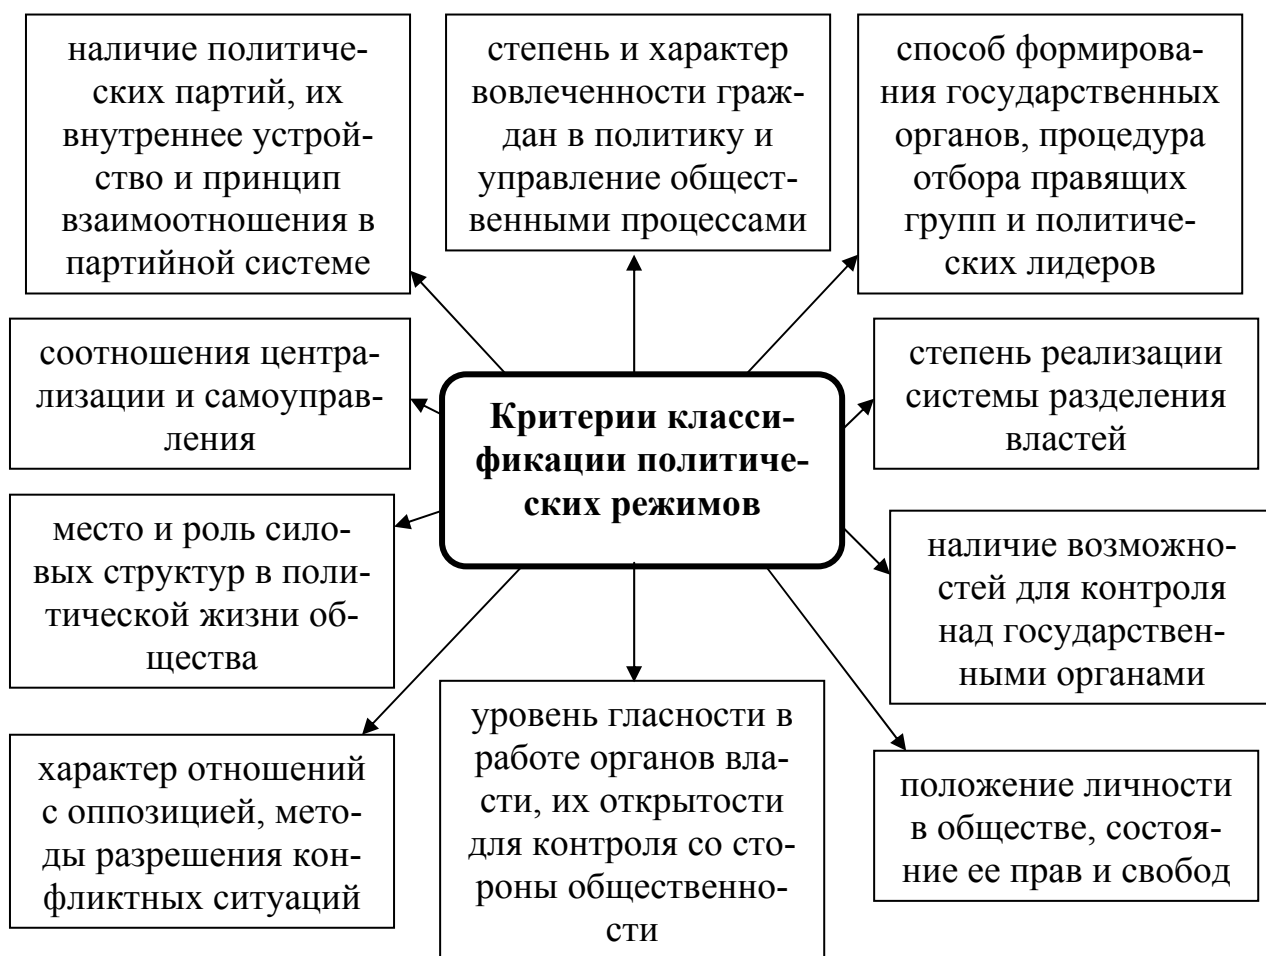 наличие политиче-
ских партий, их
внутреннее устрой-
ство и принцип
взаимоотношения в
партийной системе
степень и характер
вовлеченности граж-
дан в политику и
управление общест-
венными процессами
способ формирова-
ния государственных
органов, процедура
отбора правящих
групп и политиче-
ских лидеров
соотношения центра-
лизации и самоуправ-
ления
Критерии класси-
фикации политиче-
ских режимов
степень реализации
системы разделения
властей
место и роль сило-
вых структур в поли-
тической жизни об-
щества
наличие возможно-
стей для контроля
над государствен-
ными органами
характер отношений
с оппозицией, мето-
ды разрешения кон-
фликтных ситуаций
уровень гласности в
работе органов вла-
сти, их открытости
для контроля со сто-
роны общественно-
сти
положение личности
в обществе, состоя-
ние ее прав и свобод